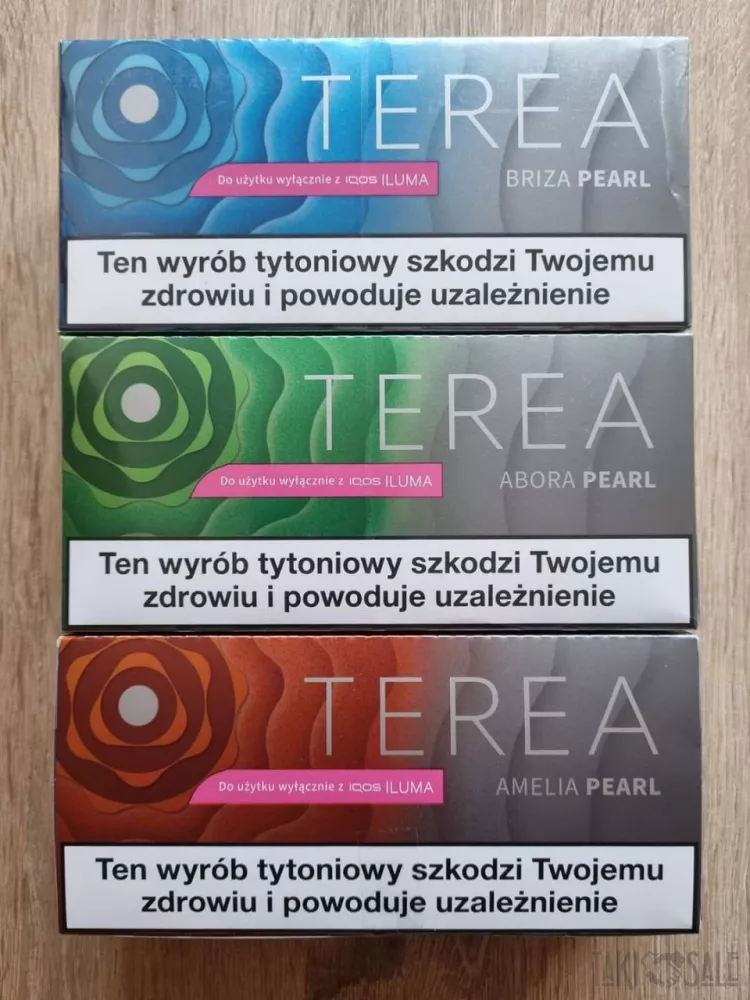 TEREA
Do użytku wyłącznie z IQOS ILUMA
BRIZA PEARL
Ten wyrób tytoniowy szkodzi Twojemu
zdrowiu i powoduje uzależnienie
TEREA
Do użytku wyłącznie z IQOS ILUMA
ABORA PEARL
Ten wyrób tytoniowy szkodzi Twojemu
zdrowiu i powoduje uzależnienie
TEREA
Do użytku wyłącznie z IQOS ILUMA
AMELIA PEARL
Ten wyrób tytoniowy szkodzi Twojemu
zdrowiu i powoduje uzależnienie
TAKI SALE